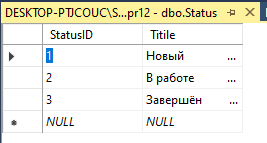 DESKTOP-PTJCOUC\S...pr12 - dbo.Status
StatusID Titile
1 Новый ...
2 В работе ...
3 Завершён ...
NULL NULL